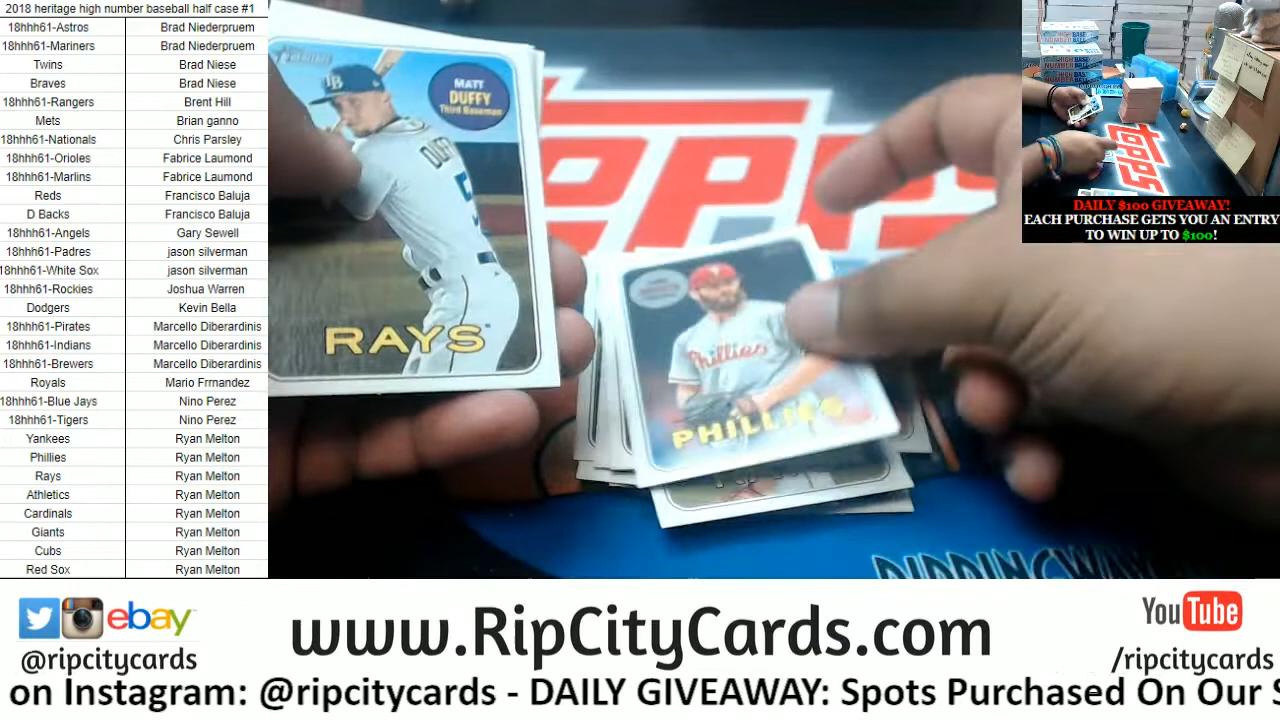 2018 heritage high number baseball half case #1
18hhh61-Astros Brad Niederpruem
18hhh61-Mariners Brad Niederpruem
Twins Brad Niese
Braves Brad Niese
18hhh61-Rangers Brent Hill
Mets Brian ganno
18hhh61-Nationals Chris Parsley
18hhh61-Orioles Fabrice Laumond
18hhh61-Marlins Fabrice Laumond
Reds Francisco Baluja
D Backs Francisco Baluja
18hhh61-Angels Gary Sewell
18hhh61-Padres jason silverman
18hhh61-White Sox jason silverman
18hhh61-Rockies Joshua Warren
Dodgers Kevin Bella
18hhh61-Pirates Marcello Diberardinis
18hhh61-Indians Marcello Diberardinis
18hhh61-Brewers Marcello Diberardinis
Royals Mario Frrnandez
18hhh61-Blue Jays Nino Perez
18hhh61-Tigers Nino Perez
Yankees Ryan Melton
Phillies Ryan Melton
Rays Ryan Melton
Athletics Ryan Melton
Cardinals Ryan Melton
Giants Ryan Melton
Cubs Ryan Melton
Red Sox Ryan Melton
MATT
DUFFY
Third Baseman
RAYS
Phillies
PHILLIES
topps
DAILY $100 GIVEAWAY!
EACH PURCHASE GETS YOU AN ENTRY
TO WIN UP TO $100!
ebay
@ripcitycards
www.RipCityCards.com
YouTube
/ripcitycards
on Instagram: @ripcitycards - DAILY GIVEAWAY: Spots Purchased On Our S